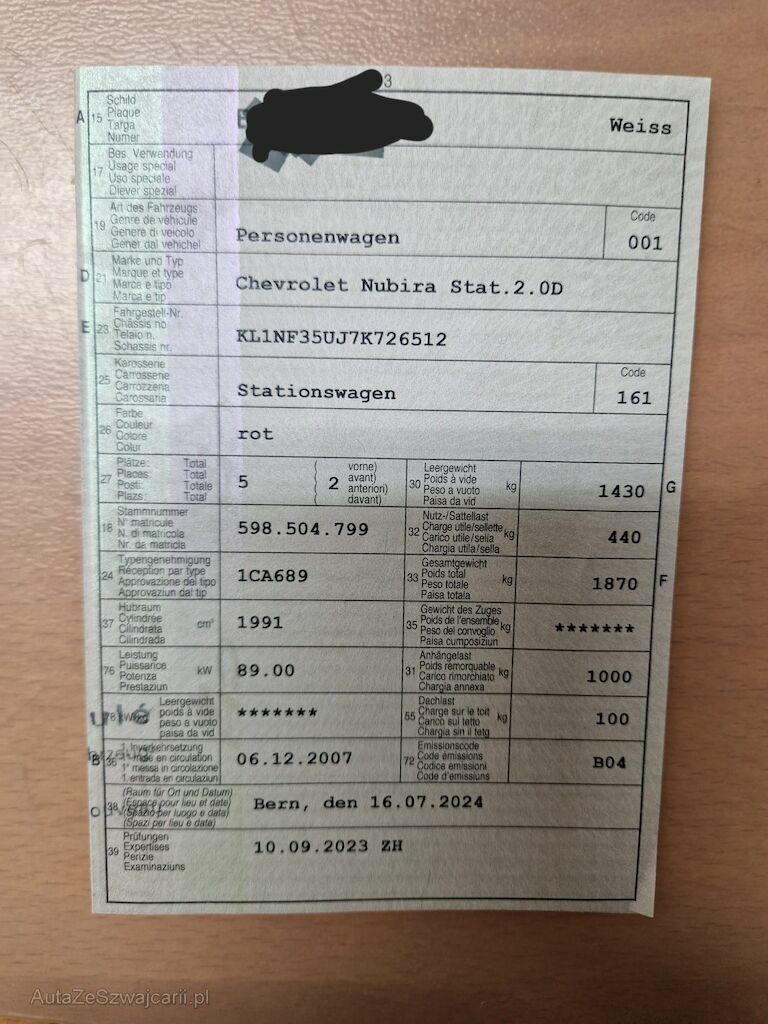 3
A 15 Schild
Plaque
Targa
Numer
Weiss
17 Bes. Verwendung
Usage spécial
Uso speciale
Diever spezial
19 Art des Fahrzeugs
Genre de véhicule
Genere di veicolo
Gener dal vehichel
Personenwagen
Code
001
D 21 Marke und Typ
Marque et type
Marca e tipo
Marca e tip
Chevrolet Nubira Stat.2.0D
E 23 Fahrgestell-Nr.
Châssis no
Telaio n.
Schassis nr.
KL1NF35UJ7K726512
25 Karosserie
Carrosserie
Carrozzeria
Carossaria
Stationswagen
Code
161
26 Farbe
Couleur
Colore
Colur
rot
27 Plätze: Total
Places: Total
Posti: Totale
Plazs: Total
5
( 2 vorne)
( avant)
( anteriori)
( davant)
30 Leergewicht
Poids à vide
Peso a vuoto
Paisa da vid
kg
1430 G
18 Stammnummer
N° matricule
N. di matricola
Nr. da matricla
598.504.799
32 Nutz-/Sattellast
Charge utile/sellette
Carico utile/sella
Chargia utila/sella
kg
440
24 Typengenehmigung
Réception par type
Approvazione del tipo
Approvaziun dal tip
1CA689
33 Gesamtgewicht
Poids total
Peso totale
Paisa totala
kg
1870 F
37 Hubraum
Cylindrée
Cilindrata
Cilindrada
cm³
1991
35 Gewicht des Zuges
Poids de l'ensemble
Peso del convoglio
Paisa cumposiziun
kg
*******
76 Leistung
Puissance
Potenza
Prestaziun
kW
89.00
31 Anhängelast
Poids remorquable
Carico rimorchiato
Chargia annexa
kg
1000
78 kW/kg Leergewicht
poids à vide
peso a vuoto
paisa da vid
*******
55 Dachlast
Charge sur le toit
Carico sul tetto
Chargia sin il tetg
kg
100
B 36 1. Inverkehrsetzung
1re mise en circulation
1a messa in circolazione
1. entrada en circulaziun
06.12.2007
72 Emissionscode
Code émissions
Codice emissioni
Code d'emissiuns
B04
38 (Raum für Ort und Datum)
(Espace pour lieu et date)
(Spazio per luogo e data)
(Spazi per lieu e data)
Bern, den 16.07.2024
39 Prüfungen
Expertises
Perizie
Examinaziuns
10.09.2023 ZH
AutaZeSzwajcarii.pl